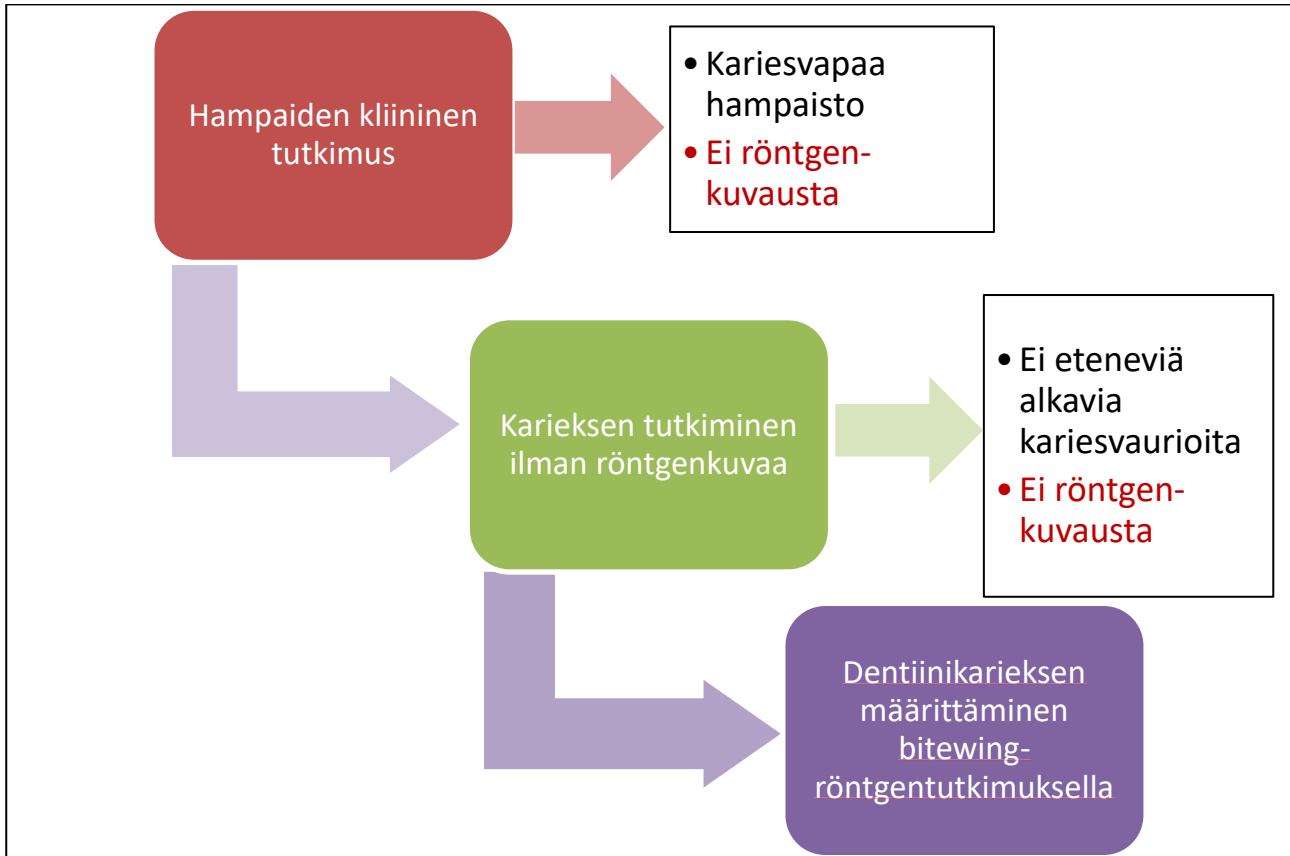 Hampaiden kliininen
tutkimus
• Kariesvapaa
hampaisto
• Ei röntgen-
kuvausta
Karieksen tutkiminen
ilman röntgenkuvaa
• Ei eteneviä
alkavia
kariesvaurioita
• Ei röntgen-
kuvausta
Dentiinikarieksen
määrittäminen
bitewing-
röntgentutkimuksella